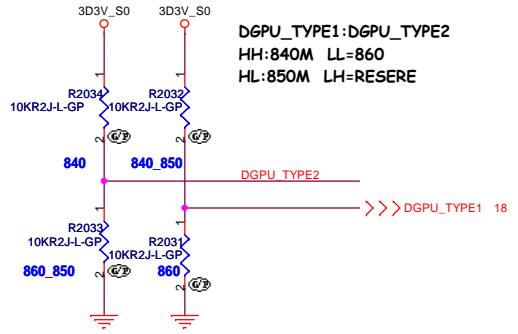 3D3V_S0
3D3V_S0
DGPU_TYPE1:DGPU_TYPE2
HH:840M LL=860
HL:850M LH=RESERE
1
1
R2034
10KR2J-L-GP
R2032
10KR2J-L-GP
2
2
840
840_850
DGPU_TYPE2
DGPU_TYPE1 18
1
1
R2033
10KR2J-L-GP
R2031
10KR2J-L-GP
860_850
860
2
2